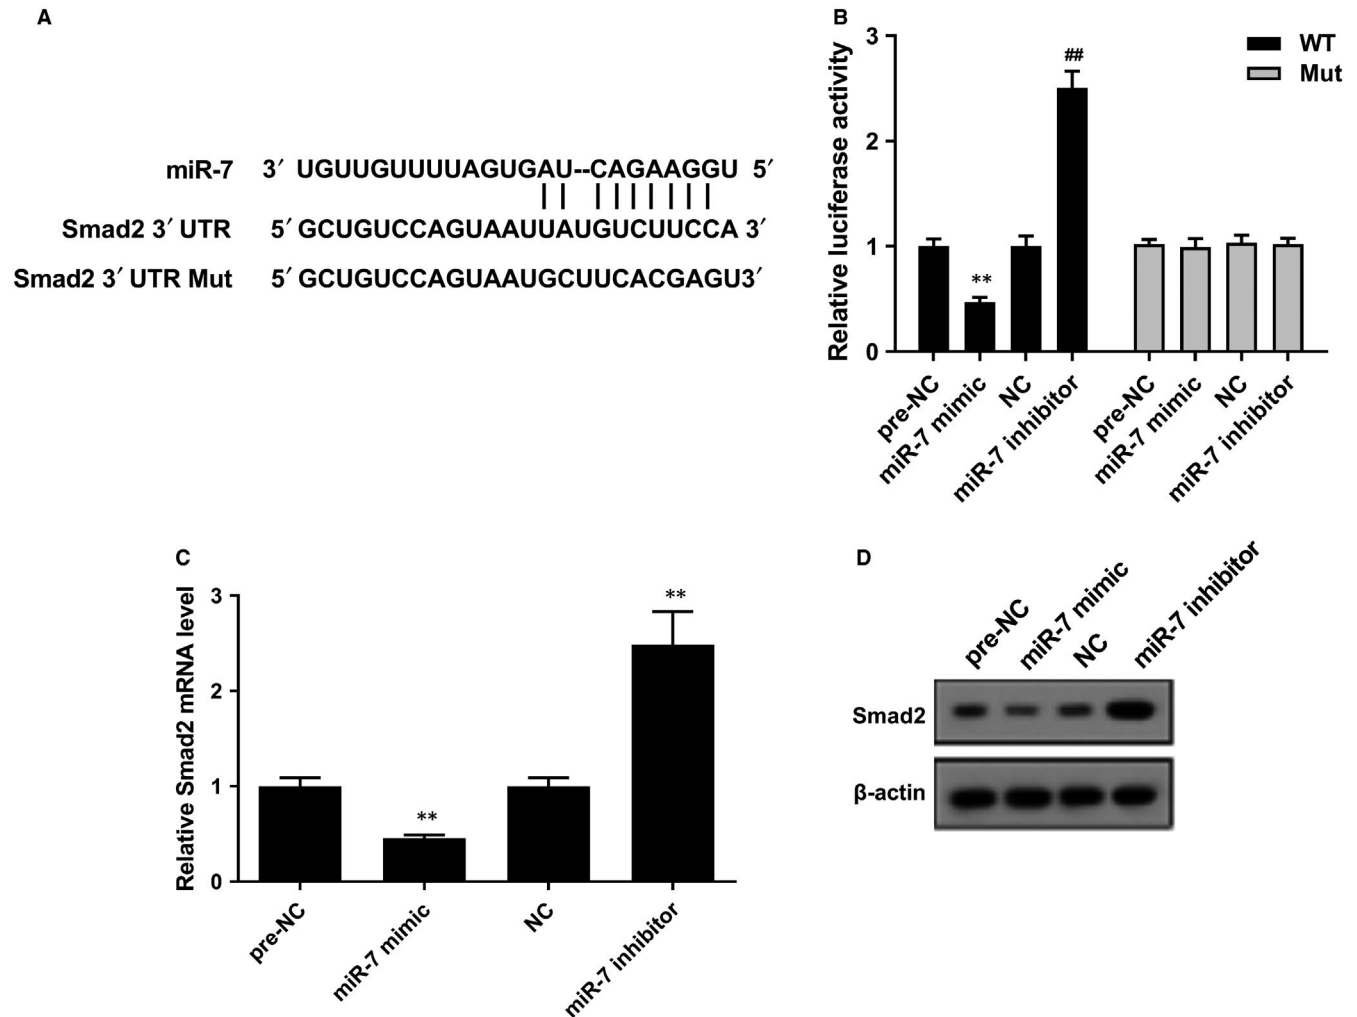 A
miR-7 3′ UGUUGUUUUAGUGAU--CAGAAGGU 5′
Smad2 3′ UTR 5′ GCUGUCCAGUAAUUAUGUCUUCCA 3′
Smad2 3′ UTR Mut 5′ GCUGUCCAGUAAUGCUUCACGAGU3′
B
Relative luciferase activity
3
2
1
0
##
**
WT
Mut
pre-NC
miR-7 mimic
NC
miR-7 inhibitor
pre-NC
miR-7 mimic
NC
miR-7 inhibitor
C
Relative Smad2 mRNA level
3
2
1
0
**
**
pre-NC
miR-7 mimic
NC
miR-7 inhibitor
D
pre-NC
miR-7 mimic
NC
miR-7 inhibitor
Smad2
β-actin